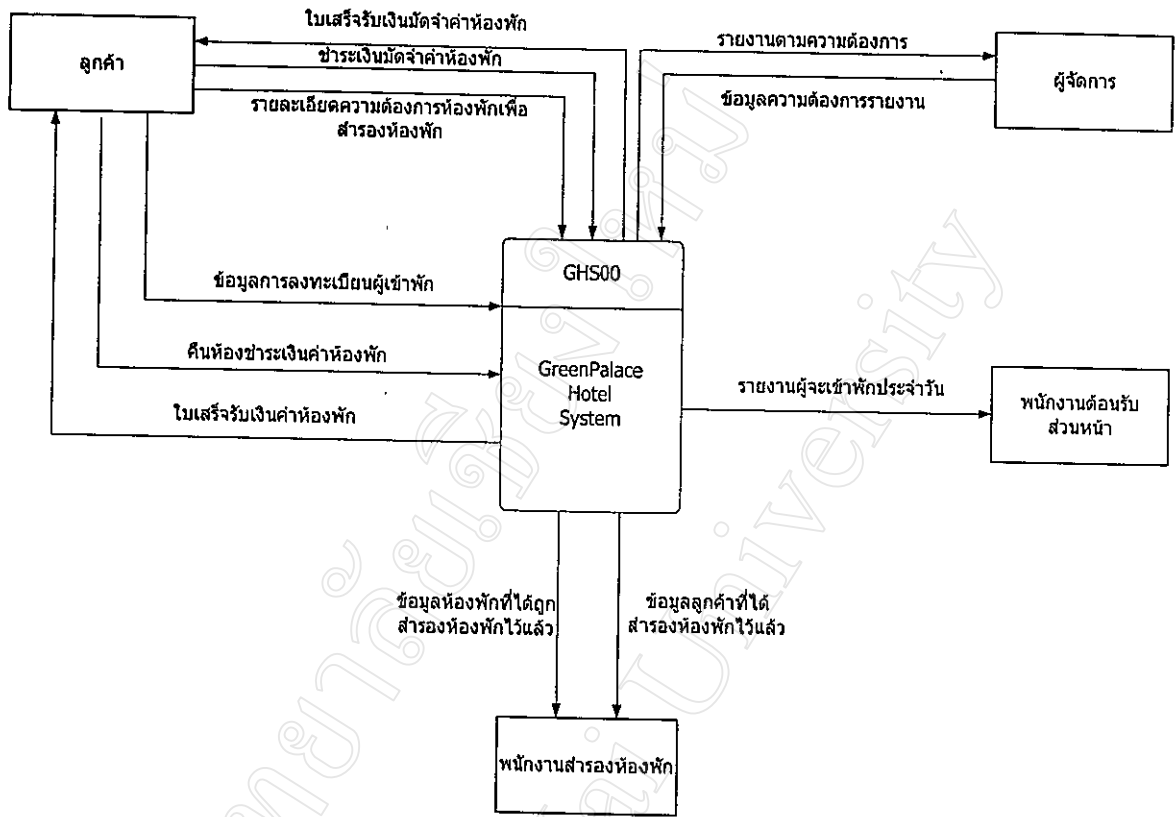 ใบเสร็จรับเงินมัดจำค่าห้องพัก
ลูกค้า
ชำระเงินมัดจำค่าห้องพัก
รายละเอียดความต้องการห้องพักเพื่อ
สำรองห้องพัก
รายงานตามความต้องการ
ผู้จัดการ
ข้อมูลความต้องการรายงาน
GHS00
ข้อมูลการลงทะเบียนผู้เข้าพัก
คืนห้องชำระเงินค่าห้องพัก
GreenPalace
Hotel
System
ใบเสร็จรับเงินค่าห้องพัก
รายงานผู้จะเข้าพักประจำวัน
พนักงานต้อนรับ
ส่วนหน้า
ข้อมูลห้องพักที่ได้ถูก
สำรองห้องพักไว้แล้ว
ข้อมูลลูกค้าที่ได้
สำรองห้องพักไว้แล้ว
พนักงานสำรองห้องพัก
ทยาลัยเชียงใหม่
ai University